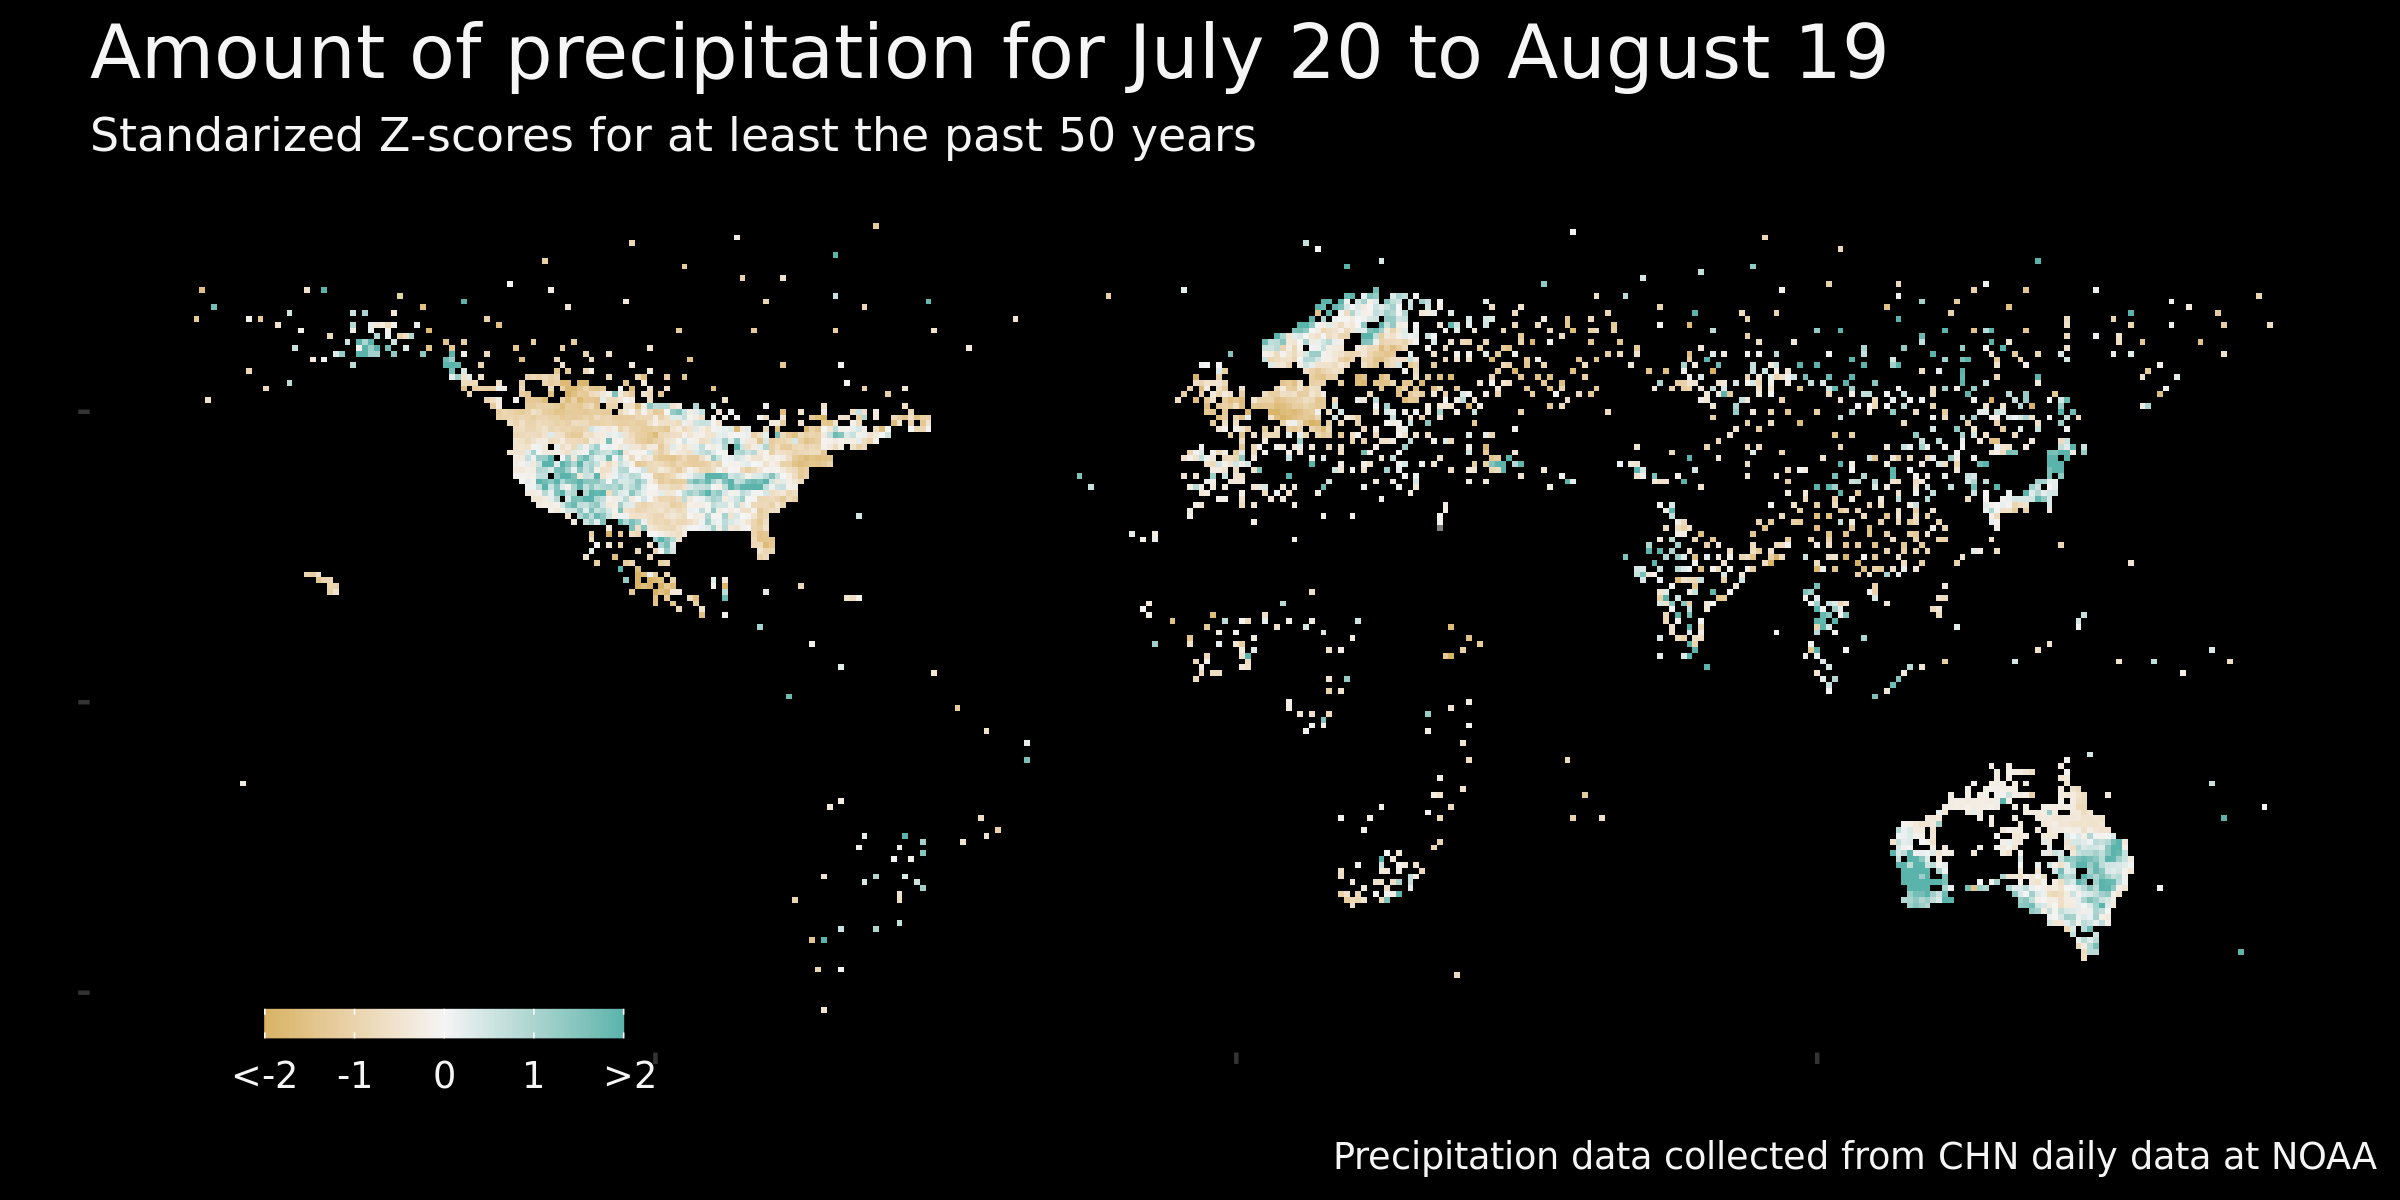 Amount of precipitation for July 20 to August 19
Standarized Z-scores for at least the past 50 years
<-2 -1 0 1 >2
Precipitation data collected from CHN daily data at NOAA